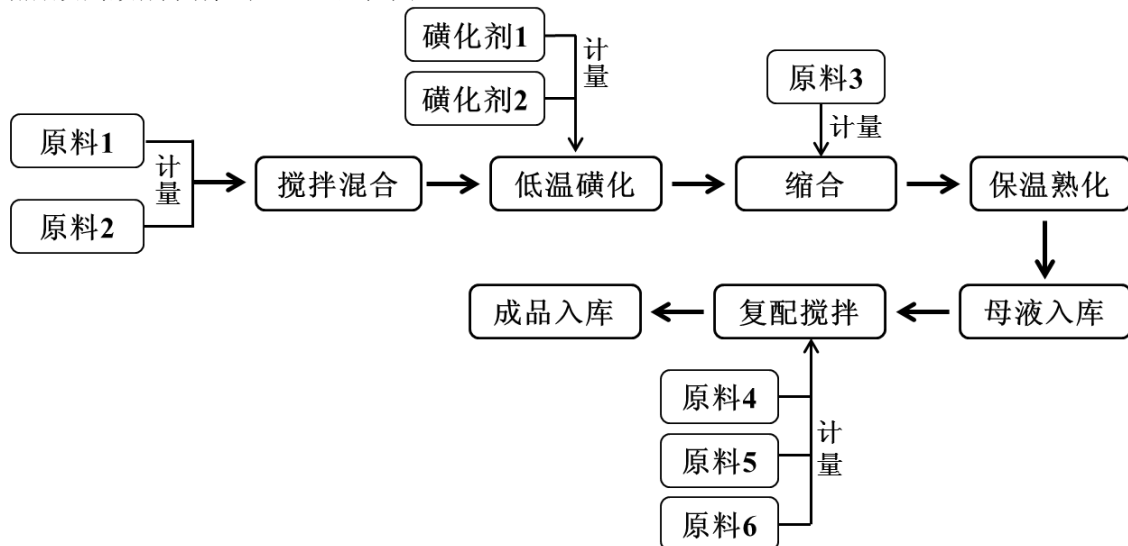 磺化剂1
计量
磺化剂2
原料3
计量
原料1
计量
原料2
搅拌混合
低温磺化
缩合
保温熟化
成品入库
复配搅拌
母液入库
原料4
计量
原料5
原料6